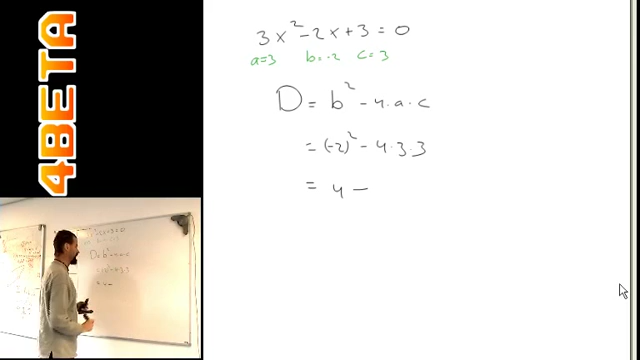 4BETA
3x² - 2x + 3 = 0
a=3 b=-2 c=3
D = b² - 4·a·c
= (-2)² - 4·3·3
= 4 -